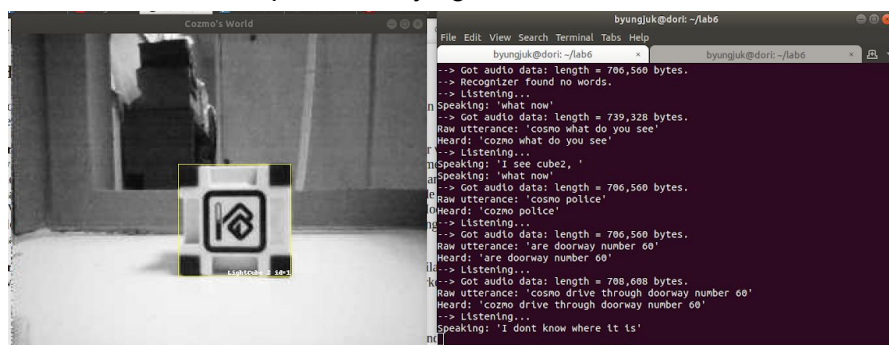 Cozmo's World
byungjuk@dori: ~/lab6
File Edit View Search Terminal Tabs Help
byungjuk@dori: ~/lab6
byungjuk@dori: ~/lab6
--> Got audio data: length = 706,560 bytes.
--> Recognizer found no words.
--> Listening...
Speaking: 'what now'
--> Got audio data: length = 739,328 bytes.
Raw utterance: 'cosmo what do you see'
Heard: 'cozmo what do you see'
--> Listening...
Speaking: 'I see cube2, '
Speaking: 'what now'
--> Got audio data: length = 706,560 bytes.
Raw utterance: 'cosmo police'
Heard: 'cozmo police'
--> Listening...
--> Got audio data: length = 706,560 bytes.
Raw utterance: 'are doorway number 60'
Heard: 'are doorway number 60'
--> Listening...
--> Got audio data: length = 708,608 bytes.
Raw utterance: 'cosmo drive through doorway number 60'
Heard: 'cozmo drive through doorway number 60'
--> Listening...
Speaking: 'I dont know where it is'